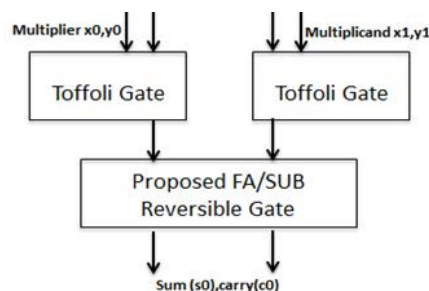 Multiplier x0,y0
Multiplicand x1,y1
Toffoli Gate
Toffoli Gate
Proposed FA/SUB
Reversible Gate
Sum (s0),carry(c0)